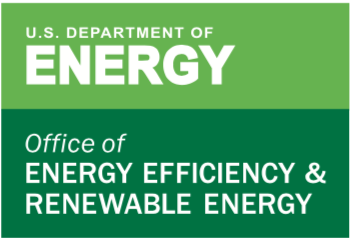 U.S. DEPARTMENT OF
ENERGY
Office of
ENERGY EFFICIENCY &
RENEWABLE ENERGY